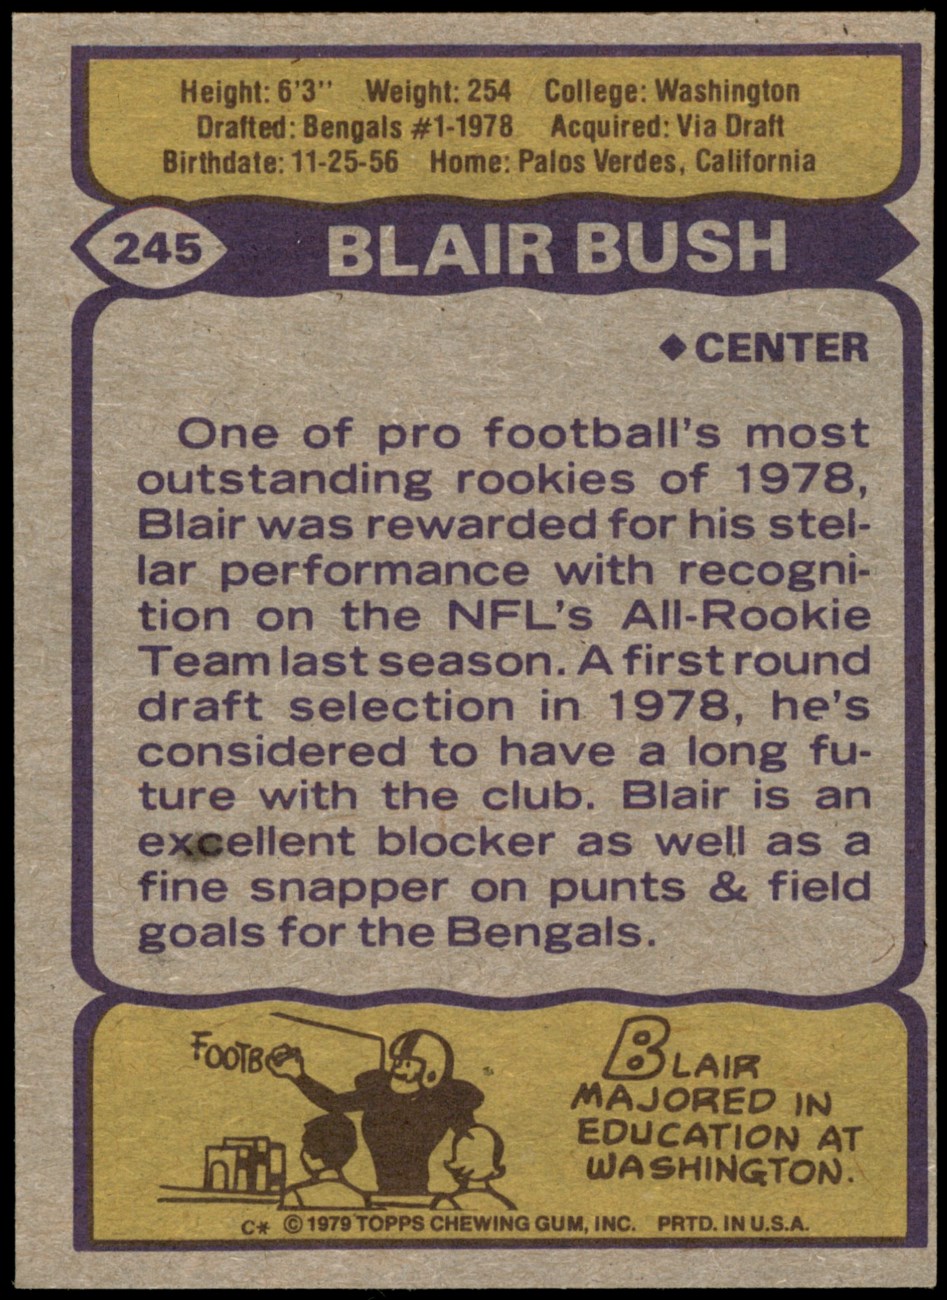 Height: 6'3'' Weight: 254 College: Washington
Drafted: Bengals #1-1978 Acquired: Via Draft
Birthdate: 11-25-56 Home: Palos Verdes, California
245 BLAIR BUSH
◆ CENTER
One of pro football's most
outstanding rookies of 1978,
Blair was rewarded for his stel-
lar performance with recogni-
tion on the NFL's All-Rookie
Team last season. A first round
draft selection in 1978, he's
considered to have a long fu-
ture with the club. Blair is an
excellent blocker as well as a
fine snapper on punts & field
goals for the Bengals.
FOOTB
BLAIR
MAJORED IN
EDUCATION AT
WASHINGTON.
C* © 1979 TOPPS CHEWING GUM, INC. PRTD. IN U.S.A.